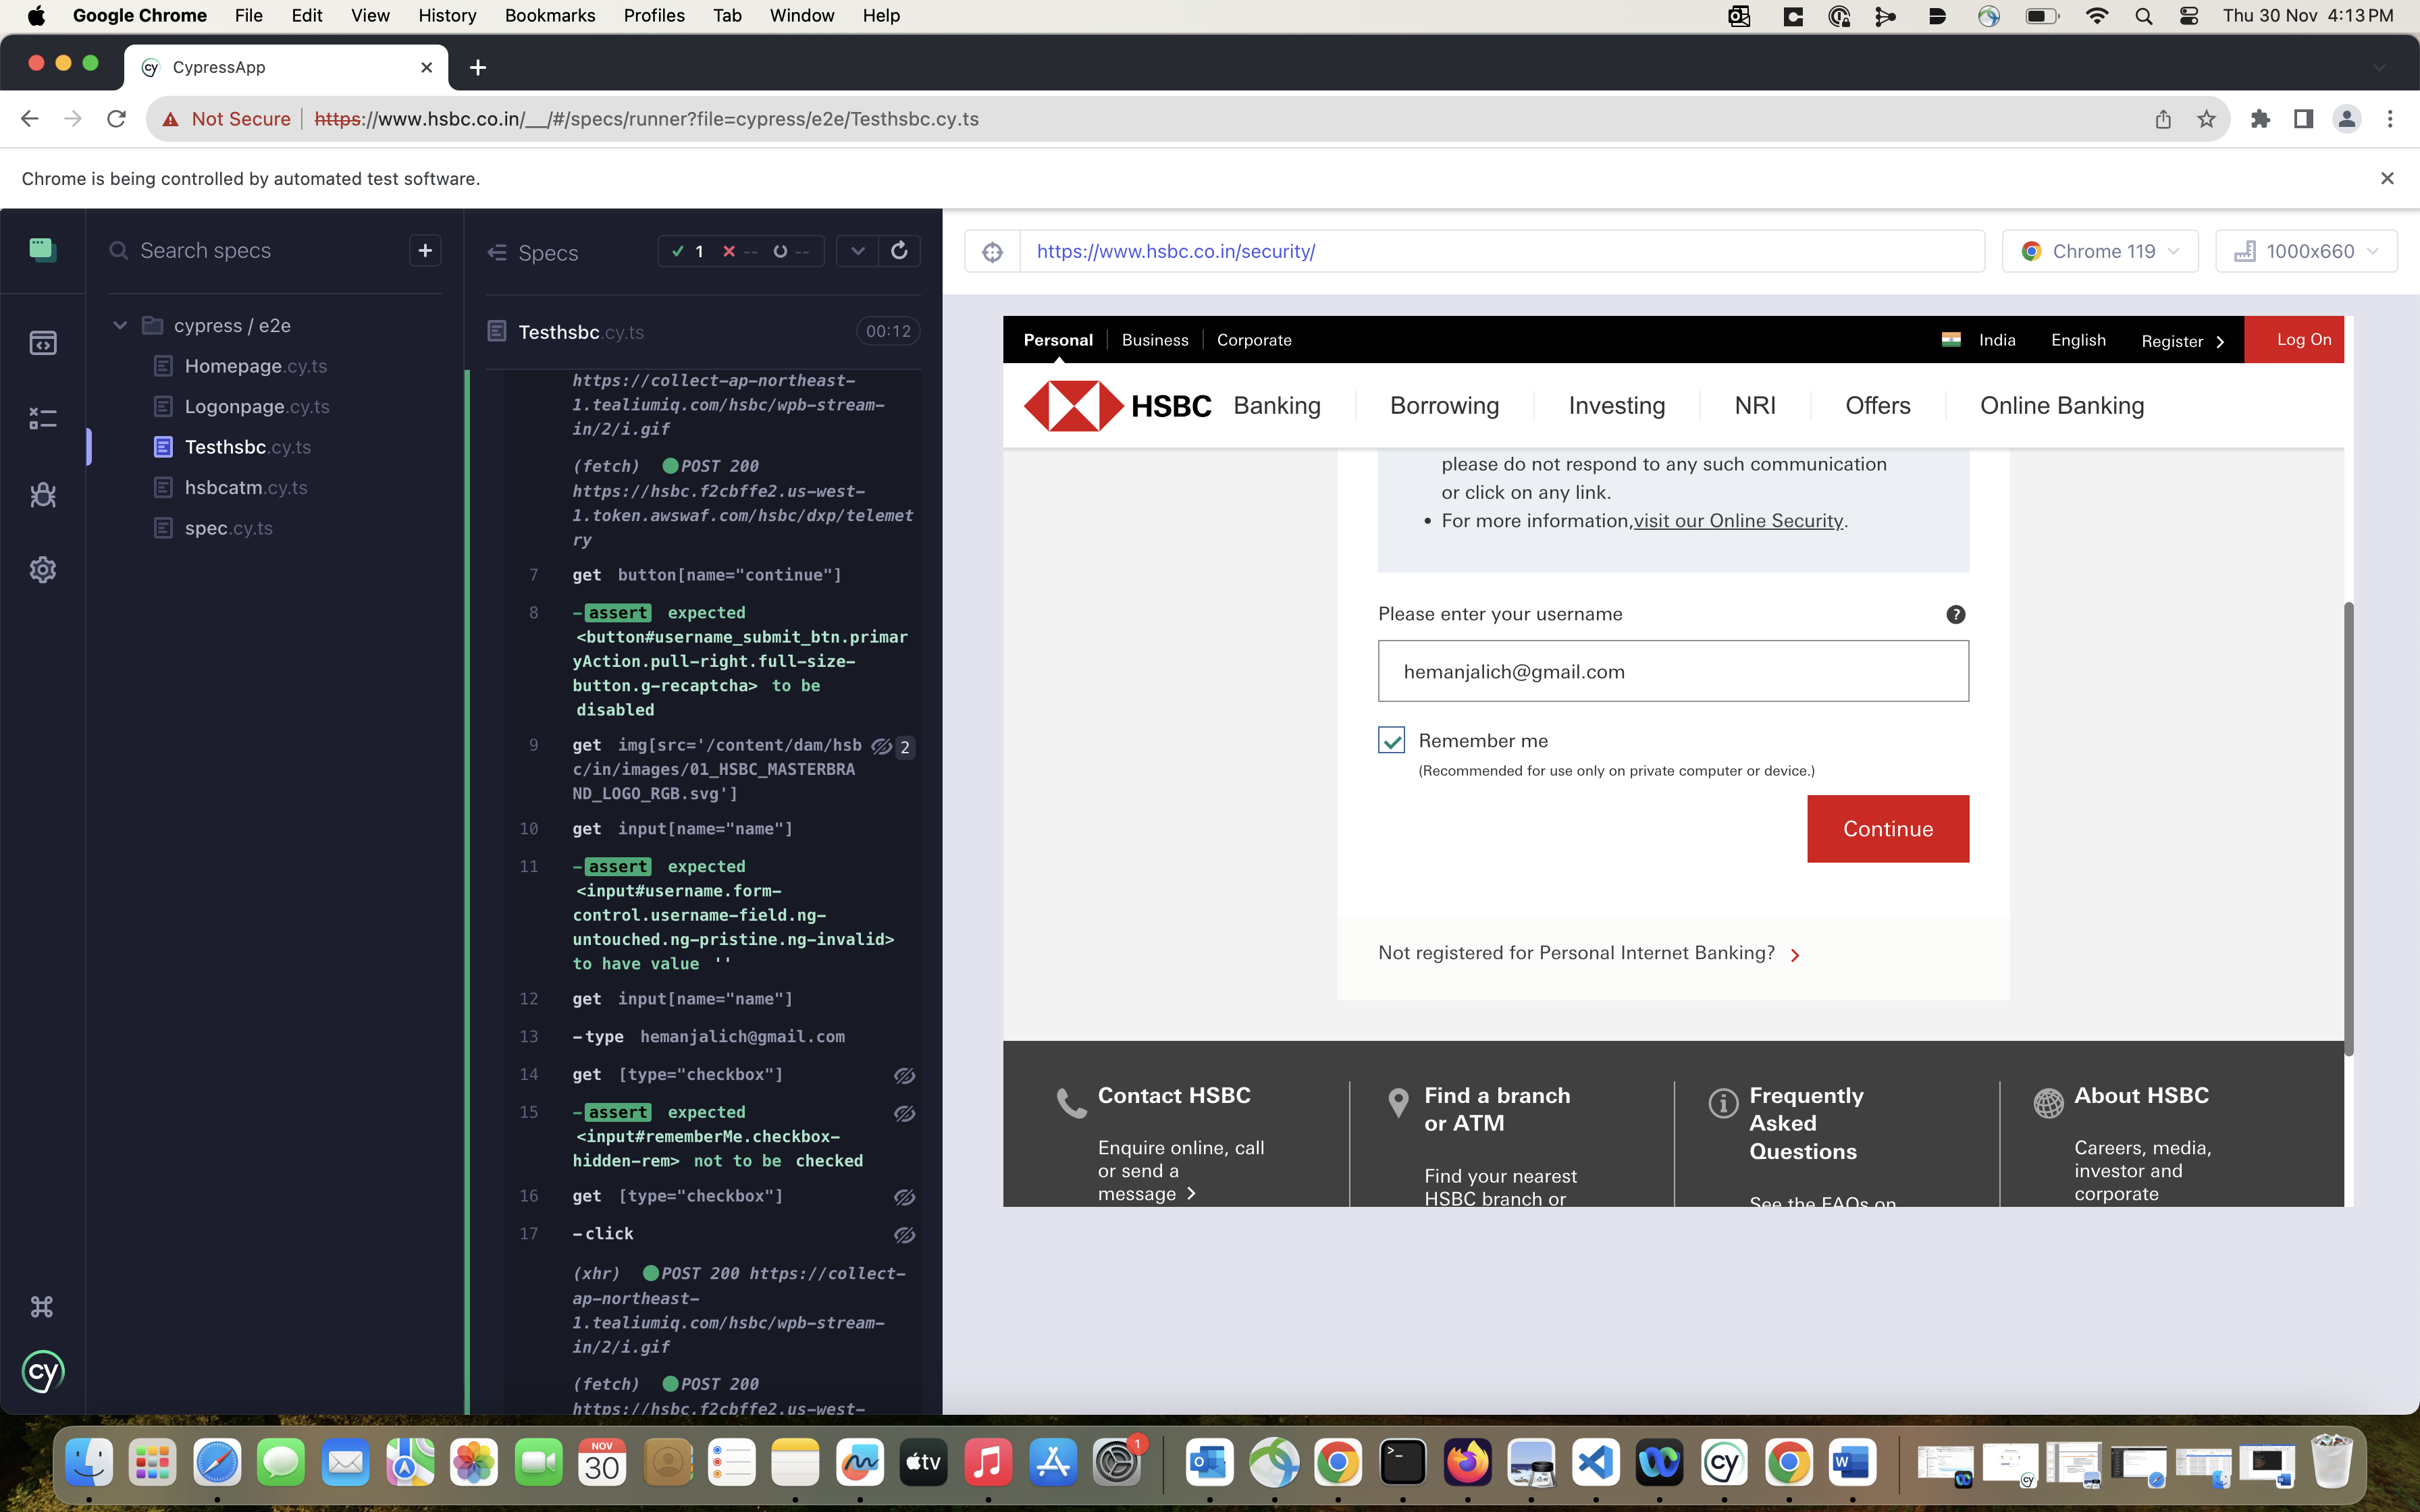 Google Chrome File Edit View History Bookmarks Profiles Tab Window Help Thu 30 Nov 4:13 PM
cy CypressApp
Not Secure https://www.hsbc.co.in/__/#/specs/runner?file=cypress/e2e/Testhsbc.cy.ts
Chrome is being controlled by automated test software.
Search specs
cypress / e2e
Homepage.cy.ts
Logonpage.cy.ts
Testhsbc.cy.ts
hsbcatm.cy.ts
spec.cy.ts
cy
Specs 1 -- --
Testhsbc.cy.ts 00:12
https://collect-ap-northeast-
1.tealiumiq.com/hsbc/wpb-stream-
in/2/i.gif
(fetch) POST 200
https://hsbc.f2cbffe2.us-west-
1.token.awswaf.com/hsbc/dxp/telemet
ry
7 get button[name="continue"]
8 -assert expected
<button#username_submit_btn.primar
yAction.pull-right.full-size-
button.g-recaptcha> to be
disabled
9 get img[src='/content/dam/hsb 2
c/in/images/01_HSBC_MASTERBRA
ND_LOGO_RGB.svg']
10 get input[name="name"]
11 -assert expected
<input#username.form-
control.username-field.ng-
untouched.ng-pristine.ng-invalid>
to have value ''
12 get input[name="name"]
13 -type hemanjalich@gmail.com
14 get [type="checkbox"]
15 -assert expected
<input#rememberMe.checkbox-
hidden-rem> not to be checked
16 get [type="checkbox"]
17 -click
(xhr) POST 200 https://collect-
ap-northeast-
1.tealiumiq.com/hsbc/wpb-stream-
in/2/i.gif
(fetch) POST 200
https://hsbc.f2cbffe2.us-west-
https://www.hsbc.co.in/security/ Chrome 119 1000x660
Personal Business Corporate India English Register Log On
HSBC Banking Borrowing Investing NRI Offers Online Banking
please do not respond to any such communication
or click on any link.
• For more information,visit our Online Security.
Please enter your username ?
hemanjalich@gmail.com
Remember me
(Recommended for use only on private computer or device.)
Continue
Not registered for Personal Internet Banking?
Contact HSBC
Enquire online, call
or send a
message
Find a branch
or ATM
Find your nearest
HSBC branch or
Frequently
Asked
Questions
See the FAQs on
About HSBC
Careers, media,
investor and
corporate
NOV
30
tv
1
cy